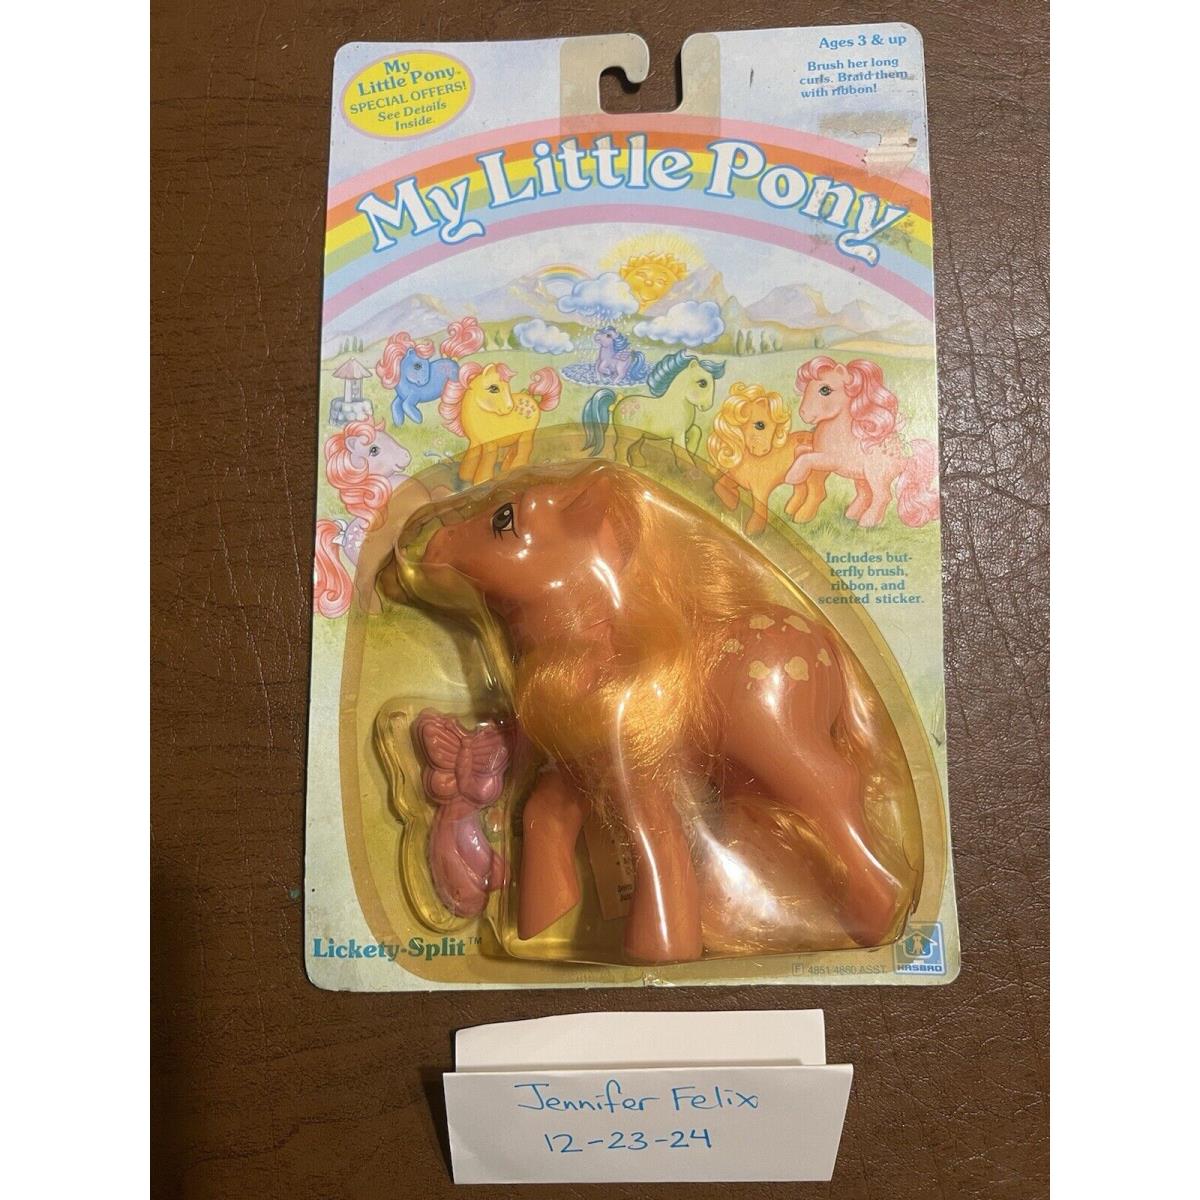 My
Little Pony™
SPECIAL OFFERS!
See Details
Inside.
Ages 3 & up
Brush her long
curls. Braid them
with ribbon!
My Little Pony
Includes but-
terfly brush,
ribbon, and
scented sticker.
Lickety-Split™
F 4851/4860 ASST.
HASBRO
Jennifer Felix
12-23-24